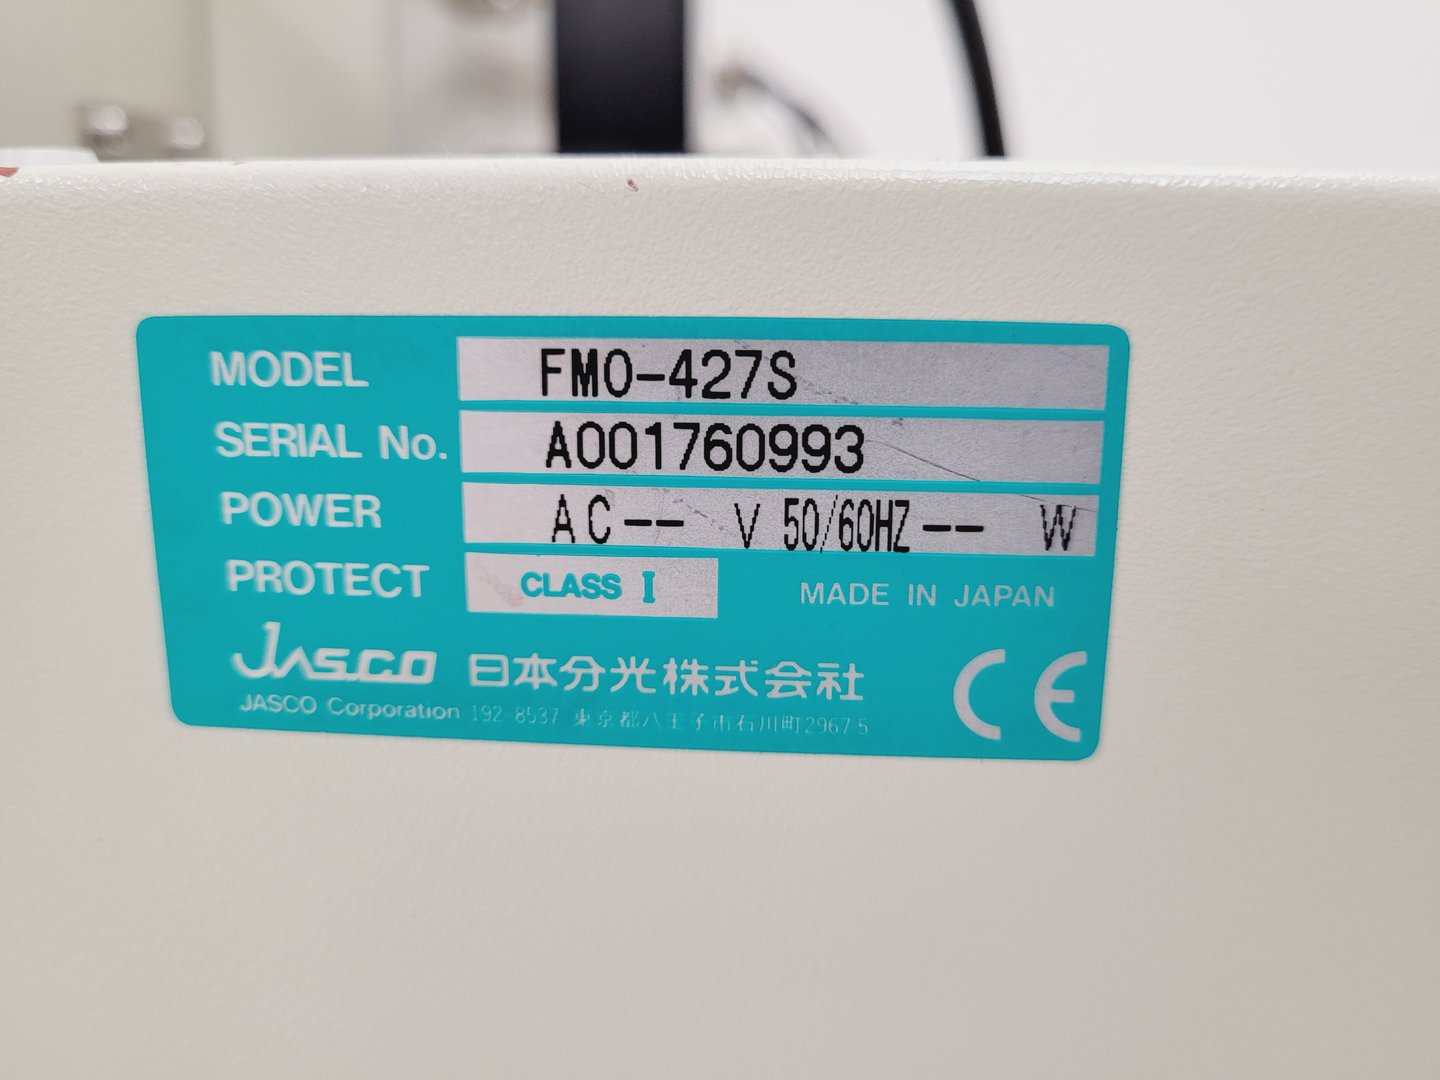 MODEL FMO-427S
SERIAL No. A001760993
POWER AC-- V 50/60HZ-- W
PROTECT CLASS I MADE IN JAPAN
JASCO 日本分光株式会社 CE
JASCO Corporation 192-8537 東京都八王子市石川町2967-5